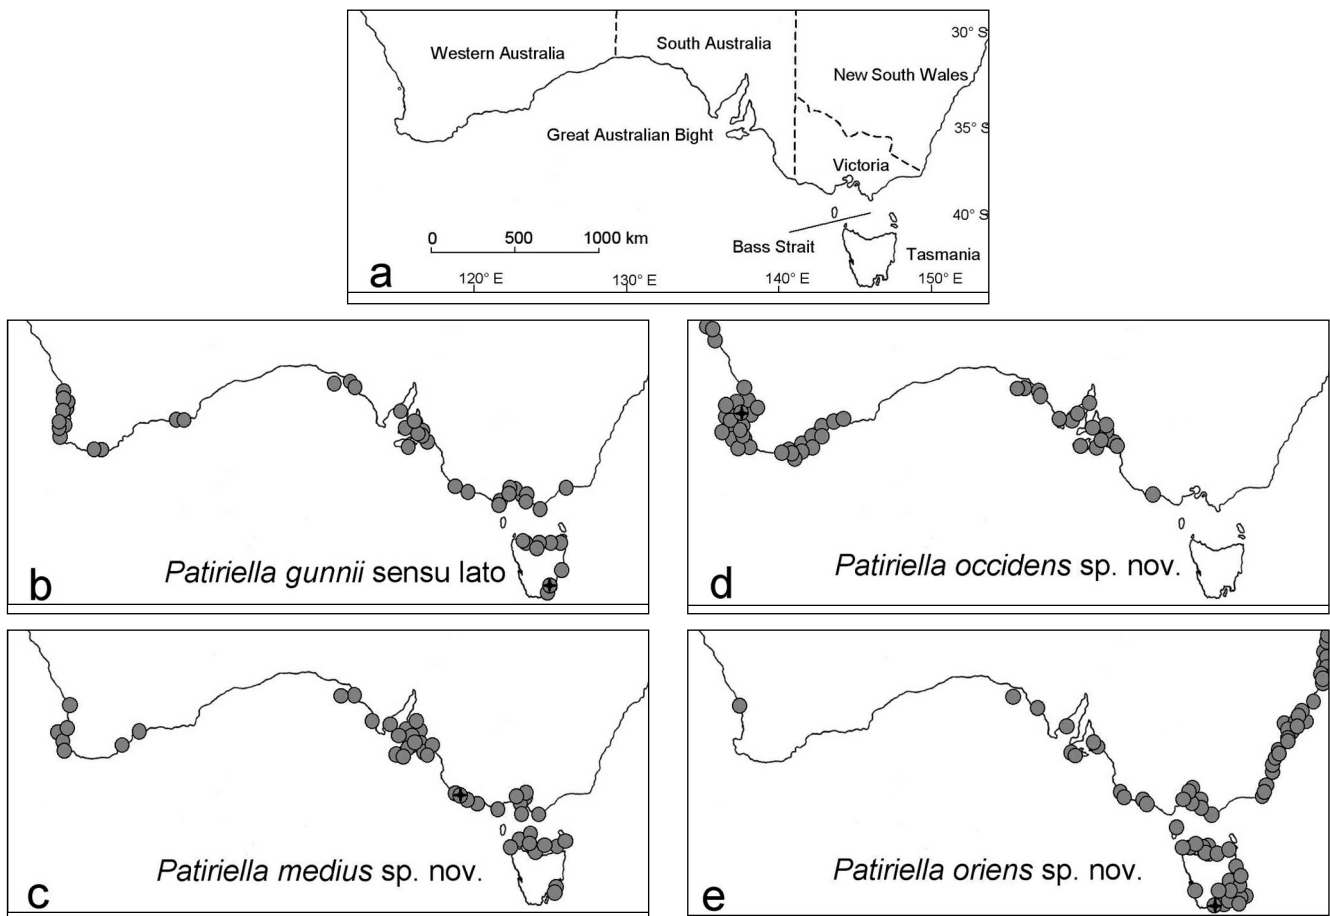 30° S
South Australia
Western Australia
New South Wales
35° S
Great Australian Bight
Victoria
40° S
0 500 1000 km
Bass Strait
Tasmania
a
120° E 130° E 140° E 150° E
b
Patiriella gunnii sensu lato
d
Patiriella occidens sp. nov.
c
Patiriella medius sp. nov.
e
Patiriella oriens sp. nov.